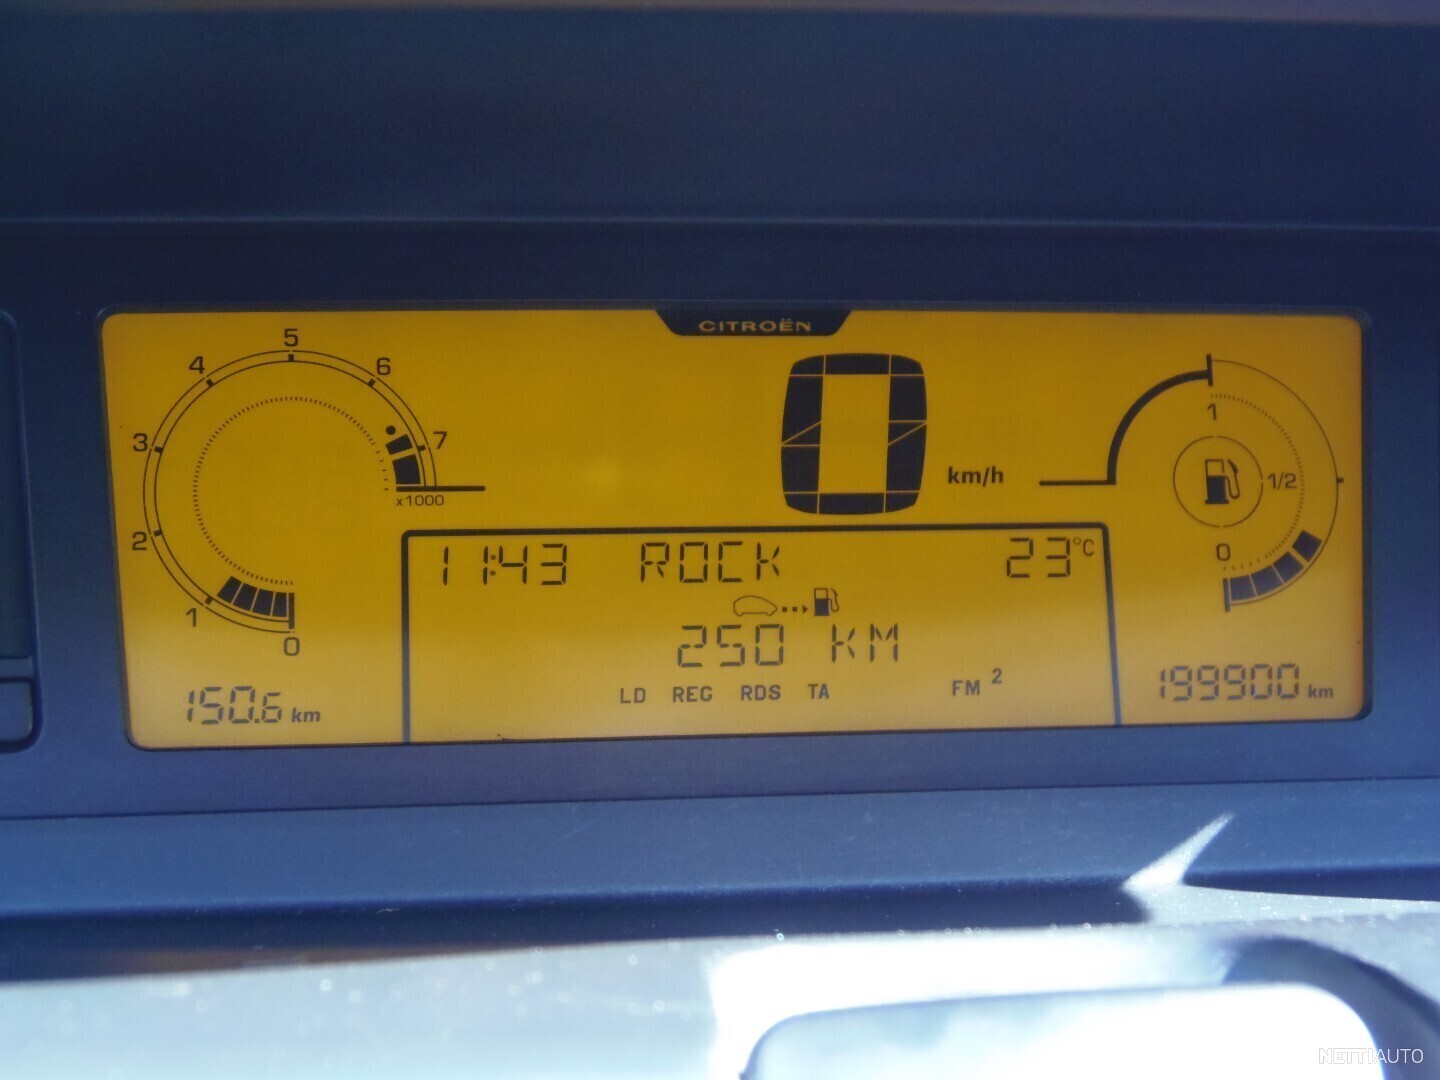 CITROËN
5
4
6
3
7
x1000
2
1
0
0
km/h
1
1/2
0
11:43 ROCK 23°C
250 KM
LD REG RDS TA FM 2
150.6 km
199900 km
NETTIAUTO